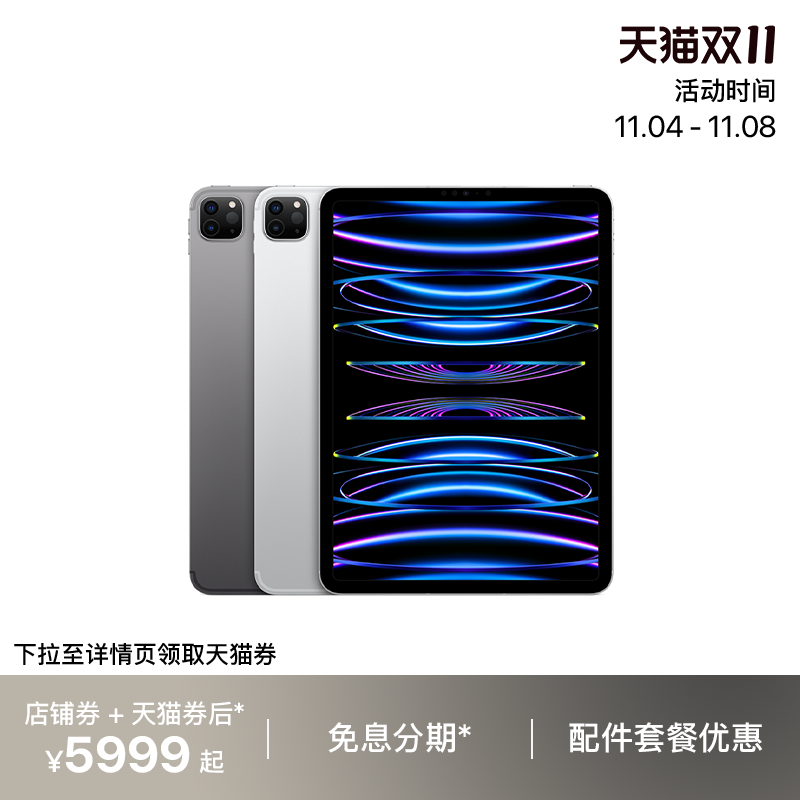 天猫双11
活动时间
11.04 - 11.08
下拉至详情页领取天猫券
店铺券 + 天猫券后*
¥5999 起
免息分期*
配件套餐优惠